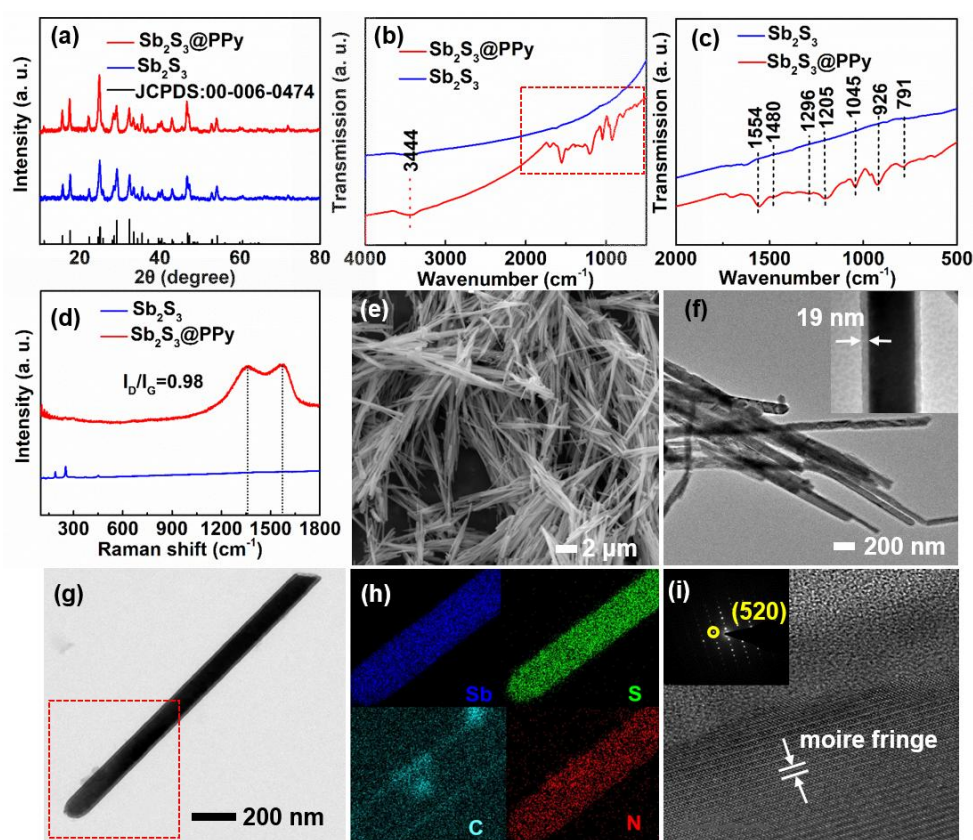 (a)
Sb₂S₃@PPy
Sb₂S₃
JCPDS:00-006-0474
Intensity (a. u.)
20 40 60 80
2θ (degree)
(b)
Sb₂S₃@PPy
Sb₂S₃
3444
Transmission (a. u.)
4000 3000 2000 1000
Wavenumber (cm⁻¹)
(c)
Sb₂S₃
Sb₂S₃@PPy
1554
1480
1296
1205
1045
926
791
Transmission (a. u.)
2000 1500 1000 500
Wavenumber (cm⁻¹)
(d)
Sb₂S₃
Sb₂S₃@PPy
I_D/I_G=0.98
Intensity (a. u.)
300 600 900 1200 1500 1800
Raman shift (cm⁻¹)
(e)
2 μm
(f)
19 nm
200 nm
(g)
200 nm
(h)
Sb
S
C
N
(i)
(520)
moire fringe